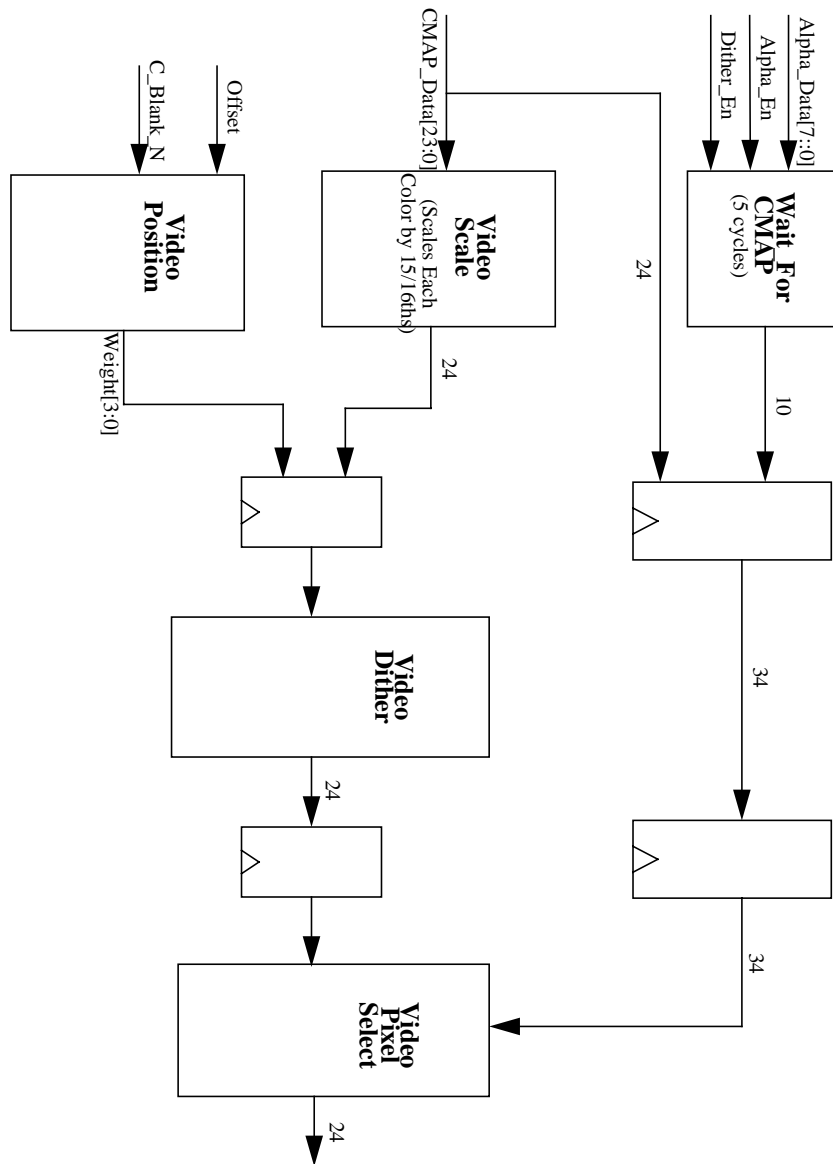 Alpha_Data[7::0]
Alpha_En
Dither_En
Wait_For
CMAP
(5 cycles)
10
34
34
24
CMAP_Data[23:0]
Video
Scale
(Scales Each
Color by 15/16ths)
24
Offset
C_Blank_N
Video
Position
Weight[3:0]
Video
Dither
24
Video
Pixel
Select
24